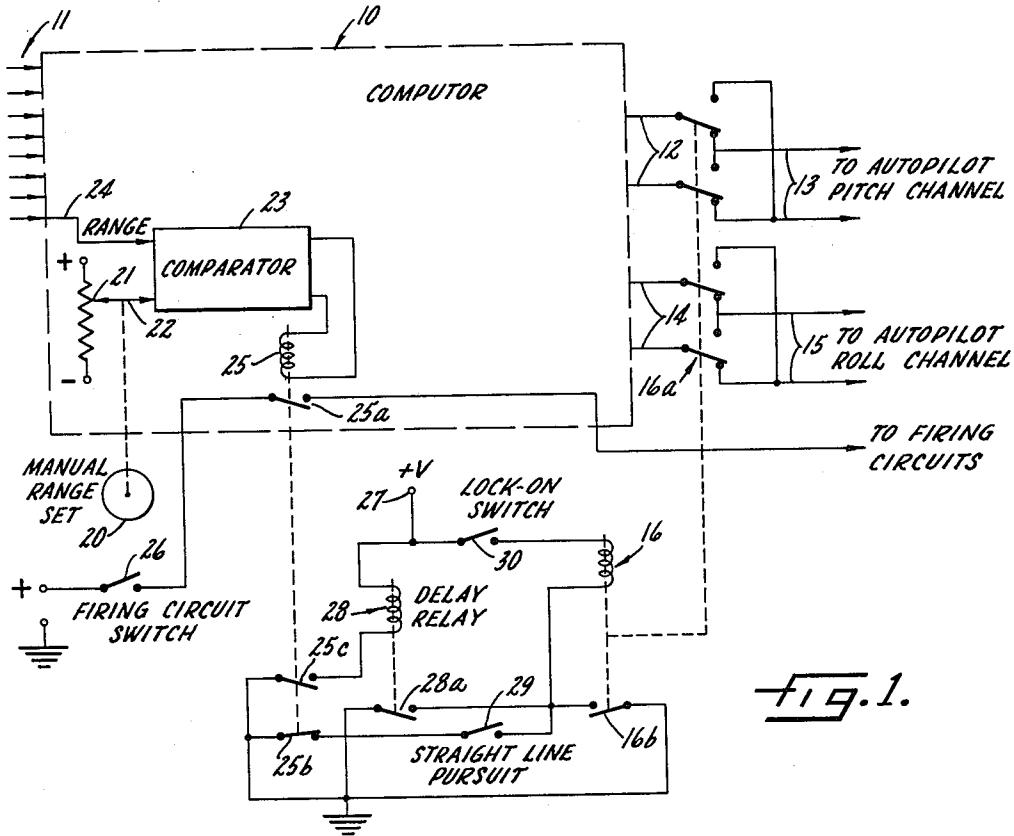 11
10
COMPUTOR
12
13
TO AUTOPILOT
PITCH CHANNEL
24
RANGE
23
COMPARATOR
+
21
22
-
25
25a
14
15
TO AUTOPILOT
ROLL CHANNEL
16a
TO FIRING
CIRCUITS
MANUAL
RANGE
SET
20
+V
27
LOCK-ON
SWITCH
30
16
26
+
FIRING CIRCUIT
SWITCH
28
DELAY
RELAY
25c
28a
29
25b
STRAIGHT LINE
PURSUIT
16b
Fig. 1.